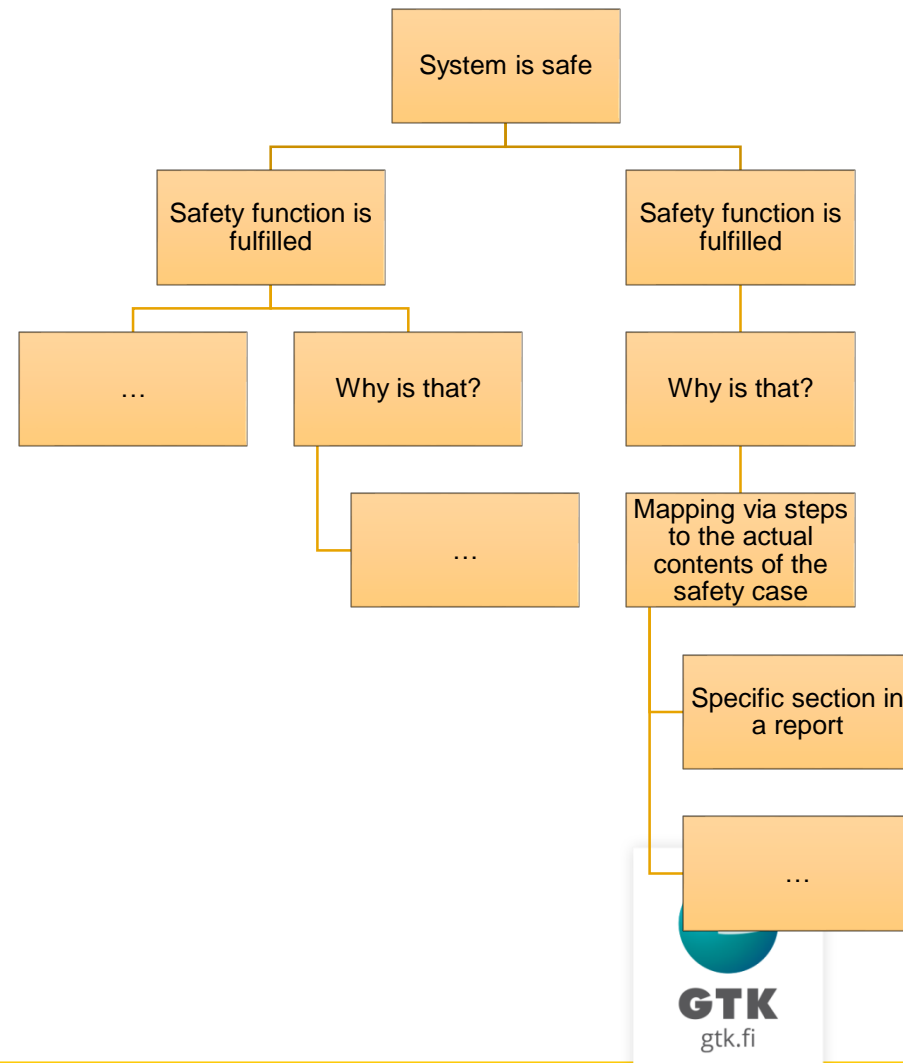 System is safe
Safety function is
fulfilled
Safety function is
fulfilled
…
Why is that?
Why is that?
…
Mapping via steps
to the actual
contents of the
safety case
Specific section in
a report
…
GTK
gtk.fi